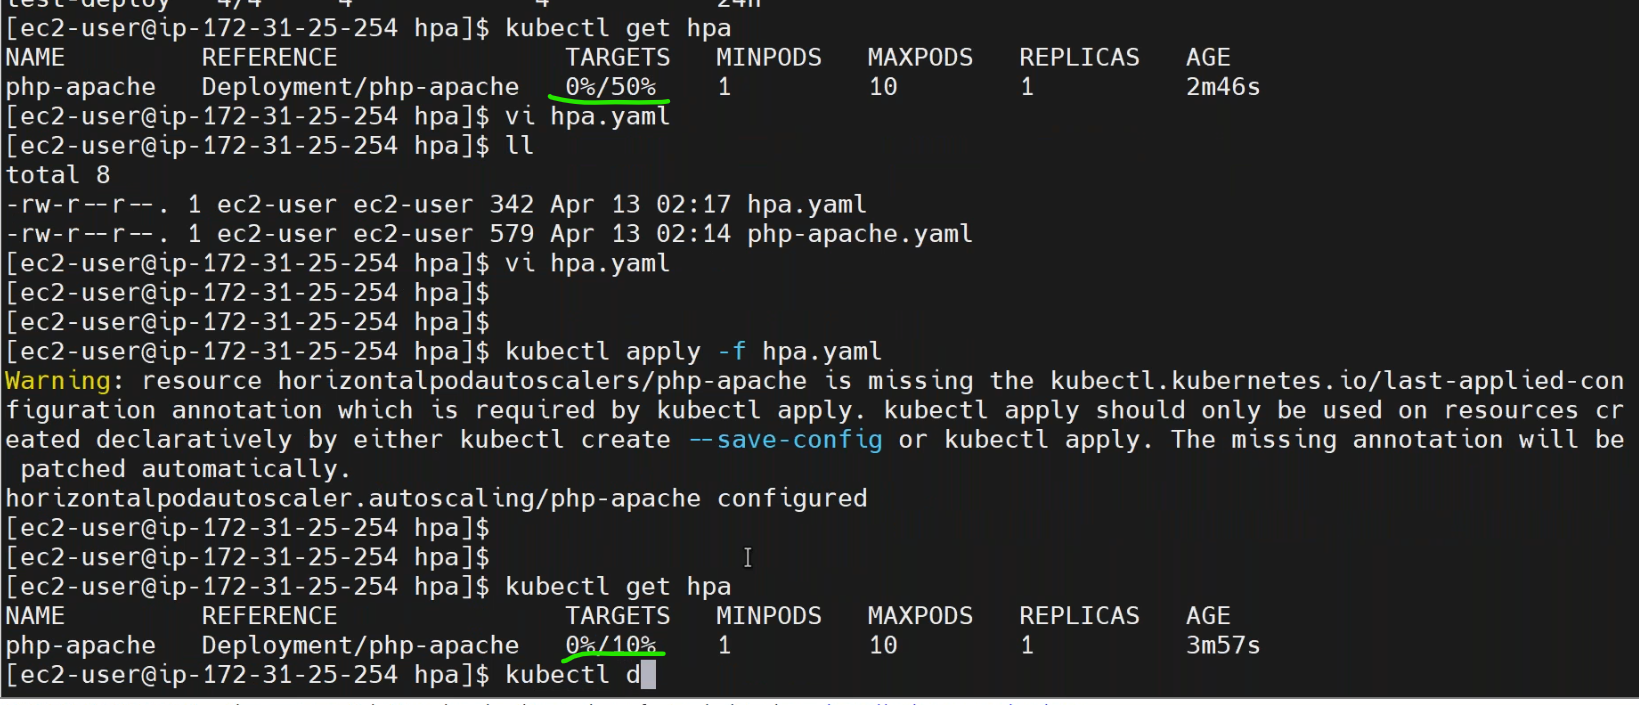 test-deploy   4/4     4            4           24h
[ec2-user@ip-172-31-25-254 hpa]$ kubectl get hpa
NAME         REFERENCE               TARGETS   MINPODS   MAXPODS   REPLICAS   AGE
php-apache   Deployment/php-apache   0%/50%    1         10        1          2m46s
[ec2-user@ip-172-31-25-254 hpa]$ vi hpa.yaml
[ec2-user@ip-172-31-25-254 hpa]$ ll
total 8
-rw-r--r--. 1 ec2-user ec2-user 342 Apr 13 02:17 hpa.yaml
-rw-r--r--. 1 ec2-user ec2-user 579 Apr 13 02:14 php-apache.yaml
[ec2-user@ip-172-31-25-254 hpa]$ vi hpa.yaml
[ec2-user@ip-172-31-25-254 hpa]$
[ec2-user@ip-172-31-25-254 hpa]$
[ec2-user@ip-172-31-25-254 hpa]$ kubectl apply -f hpa.yaml
Warning: resource horizontalpodautoscalers/php-apache is missing the kubectl.kubernetes.io/last-applied-con
figuration annotation which is required by kubectl apply. kubectl apply should only be used on resources cr
eated declaratively by either kubectl create --save-config or kubectl apply. The missing annotation will be
 patched automatically.
horizontalpodautoscaler.autoscaling/php-apache configured
[ec2-user@ip-172-31-25-254 hpa]$
[ec2-user@ip-172-31-25-254 hpa]$
[ec2-user@ip-172-31-25-254 hpa]$ kubectl get hpa
NAME         REFERENCE               TARGETS   MINPODS   MAXPODS   REPLICAS   AGE
php-apache   Deployment/php-apache   0%/10%    1         10        1          3m57s
[ec2-user@ip-172-31-25-254 hpa]$ kubectl d